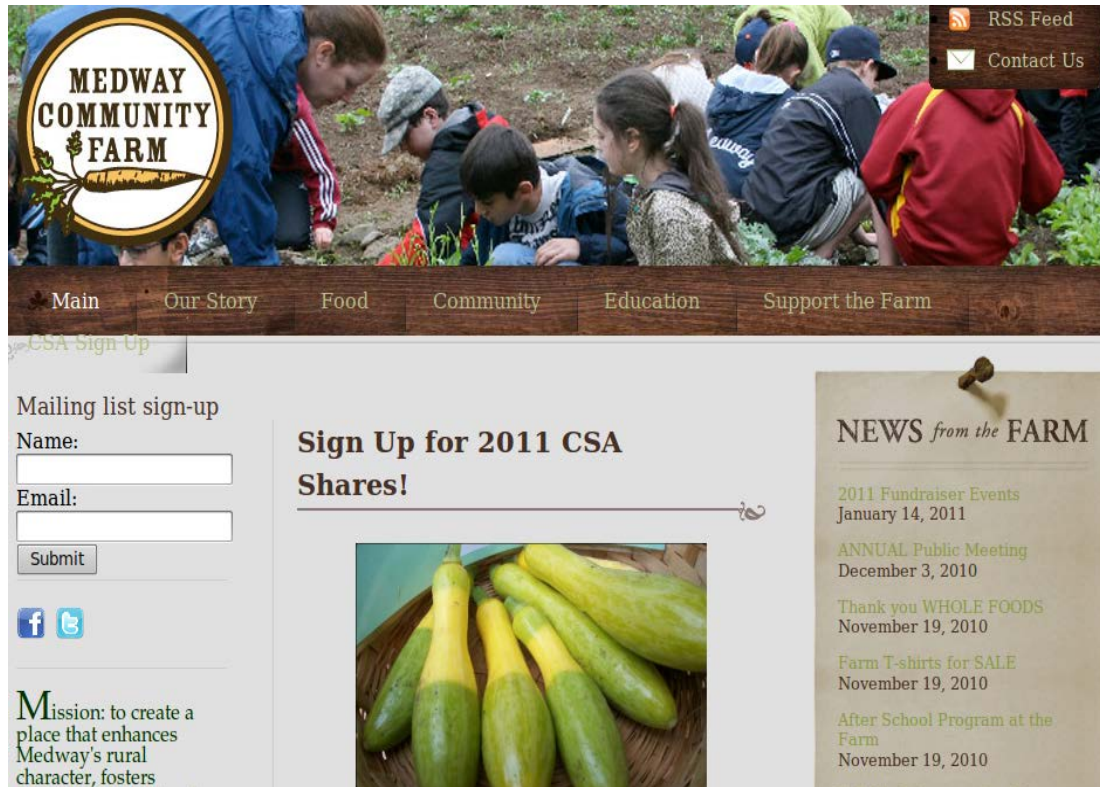 MEDWAY
COMMUNITY
FARM
RSS Feed
Contact Us
Main
Our Story
Food
Community
Education
Support the Farm
CSA Sign Up
Mailing list sign-up
Name:
Email:
Submit
Mission: to create a
place that enhances
Medway's rural
character, fosters
Sign Up for 2011 CSA
Shares!
NEWS from the FARM
2011 Fundraiser Events
January 14, 2011
ANNUAL Public Meeting
December 3, 2010
Thank you WHOLE FOODS
November 19, 2010
Farm T-shirts for SALE
November 19, 2010
After School Program at the
Farm
November 19, 2010